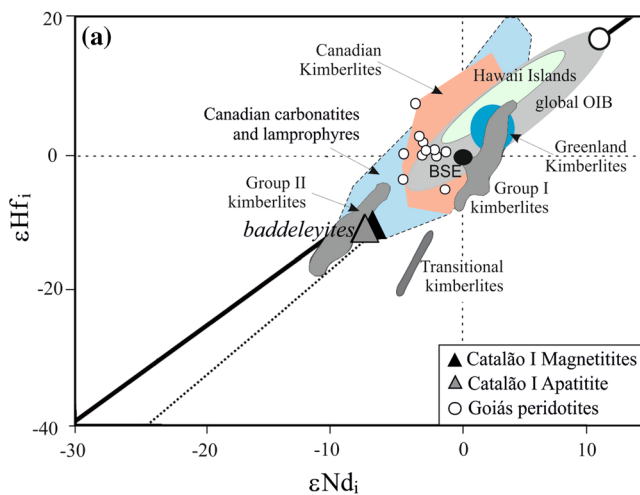 (a)
20
0
-20
-40
εHfᵢ
Canadian
Kimberlites
Hawaii Islands
global OIB
Canadian carbonatites
and lamprophyres
Greenland
Kimberlites
BSE
Group II
kimberlites
Group I
kimberlites
baddeleyites
Transitional
kimberlites
Catalão I Magnetitites
Catalão I Apatitite
Goiás peridotites
-30
-20
-10
0
10
εNdᵢ